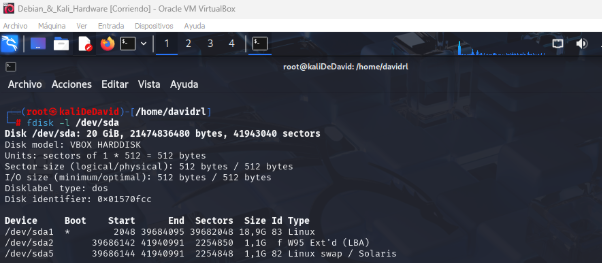 Debian_&_Kali_Hardware [Corriendo] - Oracle VM VirtualBox
Archivo Máquina Ver Entrada Dispositivos Ayuda
1 2 3 4
root@kaliDeDavid: /home/davidrl
Archivo Acciones Editar Vista Ayuda
(root@kaliDeDavid)-[/home/davidrl]
# fdisk -l /dev/sda
Disk /dev/sda: 20 GiB, 21474836480 bytes, 41943040 sectors
Disk model: VBOX HARDDISK
Units: sectors of 1 * 512 = 512 bytes
Sector size (logical/physical): 512 bytes / 512 bytes
I/O size (minimum/optimal): 512 bytes / 512 bytes
Disklabel type: dos
Disk identifier: 0×01570fcc
Device Boot Start End Sectors Size Id Type
/dev/sda1 * 2048 39684095 39682048 18,9G 83 Linux
/dev/sda2 39686142 41940991 2254850 1,1G f W95 Ext'd (LBA)
/dev/sda5 39686144 41940991 2254848 1,1G 82 Linux swap / Solaris